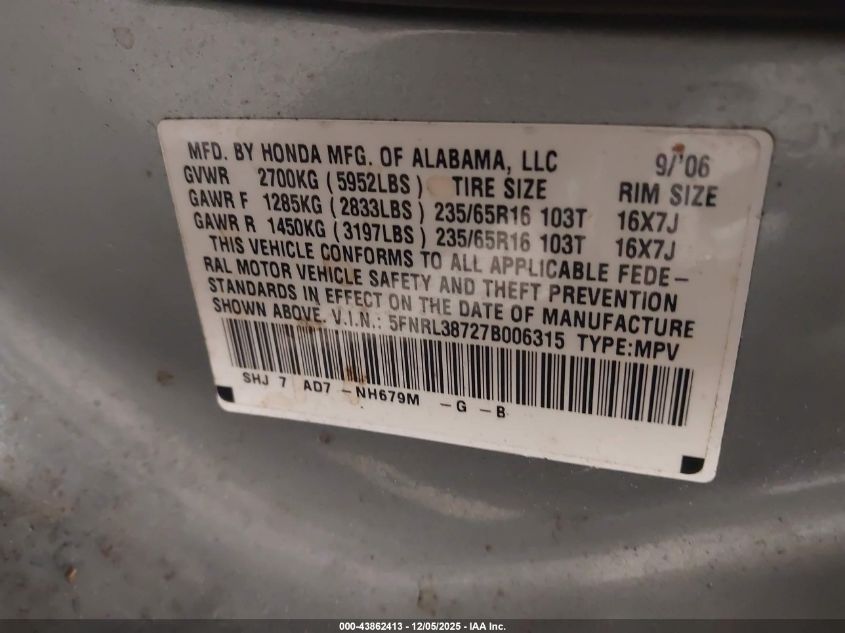 MFD. BY HONDA MFG. OF ALABAMA, LLC 9/'06
GVWR 2700KG (5952LBS) TIRE SIZE RIM SIZE
GAWR F 1285KG (2833LBS) 235/65R16 103T 16X7J
GAWR R 1450KG (3197LBS) 235/65R16 103T 16X7J
THIS VEHICLE CONFORMS TO ALL APPLICABLE FEDE-
RAL MOTOR VEHICLE SAFETY AND THEFT PREVENTION
STANDARDS IN EFFECT ON THE DATE OF MANUFACTURE
SHOWN ABOVE. V.I.N.: 5FNRL38727B006315 TYPE:MPV
SHJ 7 AD7 -NH679M -G -B
000-43862413 - 12/05/2025 - IAA Inc.